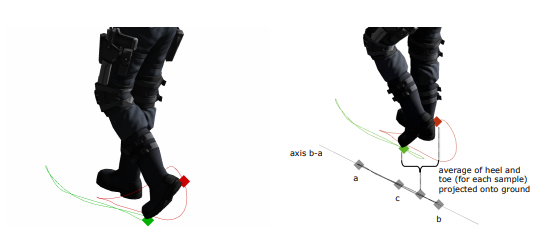 axis b-a
a
c
b
average of heel and
toe (for each sample)
projected onto ground